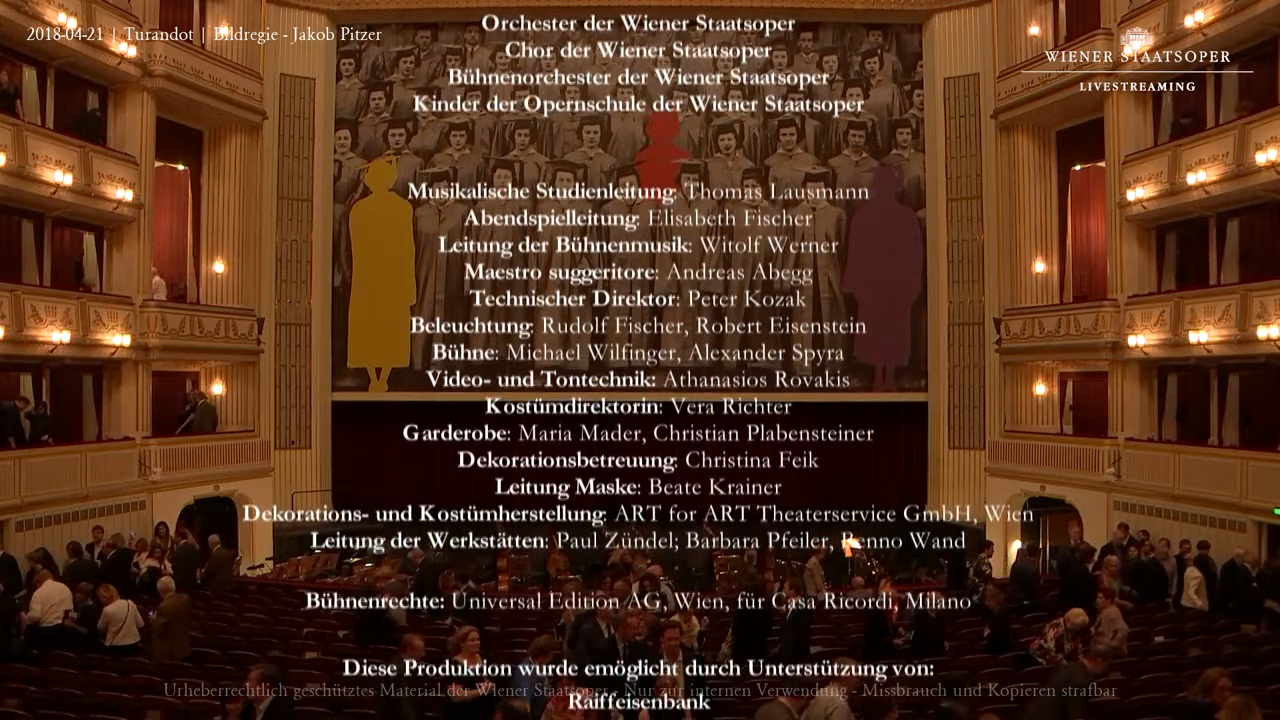 2018-04-21 | Turandot | Bildregie - Jakob Pitzer
WIENER STAATSOPER
LIVESTREAMING
Orchester der Wiener Staatsoper
Chor der Wiener Staatsoper
Bühnenorchester der Wiener Staatsoper
Kinder der Opernschule der Wiener Staatsoper
Musikalische Studienleitung: Thomas Lausmann
Abendspielleitung: Elisabeth Fischer
Leitung der Bühnenmusik: Witolf Werner
Maestro suggeritore: Andreas Abegg
Technischer Direktor: Peter Kozak
Beleuchtung: Rudolf Fischer, Robert Eisenstein
Bühne: Michael Wilfinger, Alexander Spyra
Video- und Tontechnik: Athanasios Rovakis
Kostümdirektorin: Vera Richter
Garderobe: Maria Mader, Christian Plabensteiner
Dekorationsbetreuung: Christina Feik
Leitung Maske: Beate Krainer
Dekorations- und Kostümherstellung: ART for ART Theaterservice GmbH, Wien
Leitung der Werkstätten: Paul Zündel; Barbara Pfeiler, Benno Wand
Bühnenrechte: Universal Edition AG, Wien, für Casa Ricordi, Milano
Diese Produktion wurde emöglicht durch Unterstützung von:
Urheberrechtlich geschütztes Material der Wiener Staatsoper - Nur zur internen Verwendung - Missbrauch und Kopieren strafbar
Raiffeisenbank